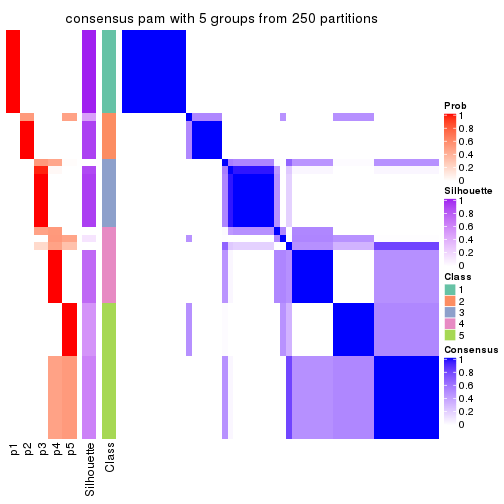 consensus pam with 5 groups from 250 partitions
Prob
1
0.8
0.6
0.4
0.2
0
Silhouette
1
0.8
0.6
0.4
0.2
0
Class
1
2
3
4
5
Consensus
1
0.8
0.6
0.4
0.2
0
p1
p2
p3
p4
p5
Silhouette
Class